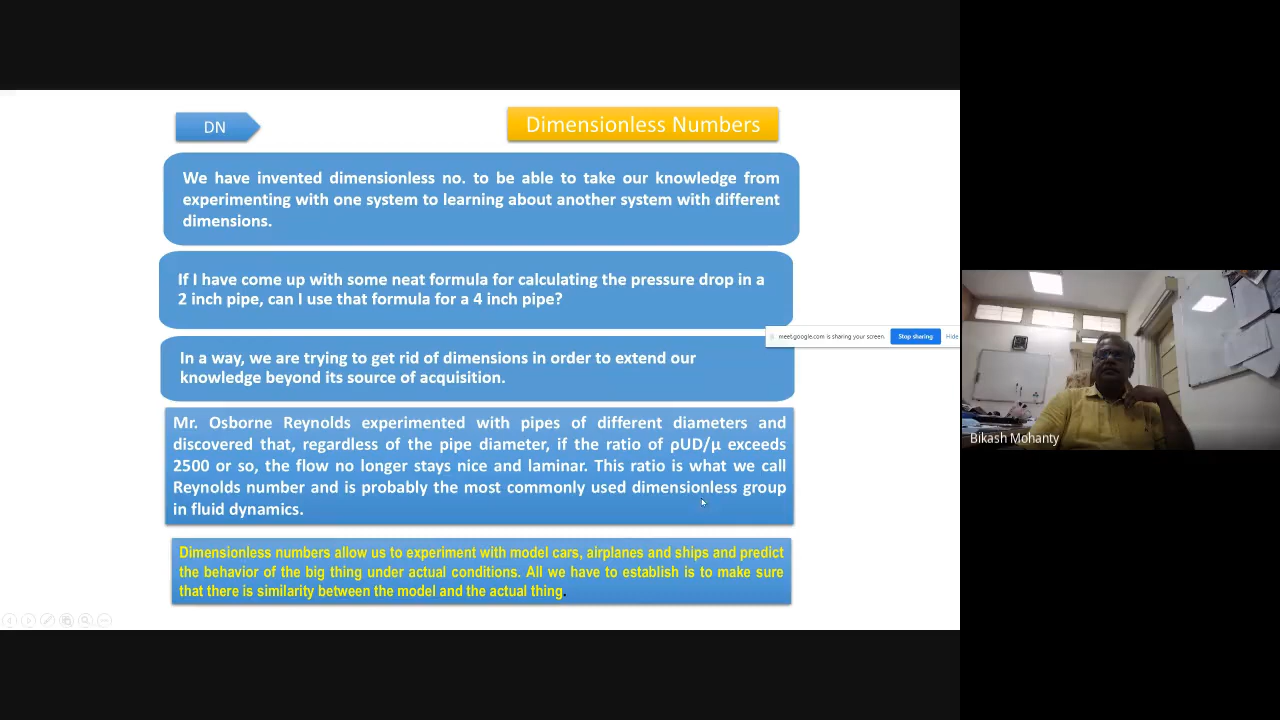 DN
Dimensionless Numbers
We have invented dimensionless no. to be able to take our knowledge from
experimenting with one system to learning about another system with different
dimensions.
If I have come up with some neat formula for calculating the pressure drop in a
2 inch pipe, can I use that formula for a 4 inch pipe?
meet.google.com is sharing your screen.
Stop sharing
Hide
In a way, we are trying to get rid of dimensions in order to extend our
knowledge beyond its source of acquisition.
Mr. Osborne Reynolds experimented with pipes of different diameters and
discovered that, regardless of the pipe diameter, if the ratio of ρUD/μ exceeds
2500 or so, the flow no longer stays nice and laminar. This ratio is what we call
Reynolds number and is probably the most commonly used dimensionless group
in fluid dynamics.
Dimensionless numbers allow us to experiment with model cars, airplanes and ships and predict
the behavior of the big thing under actual conditions. All we have to establish is to make sure
that there is similarity between the model and the actual thing.
Bikash Mohanty